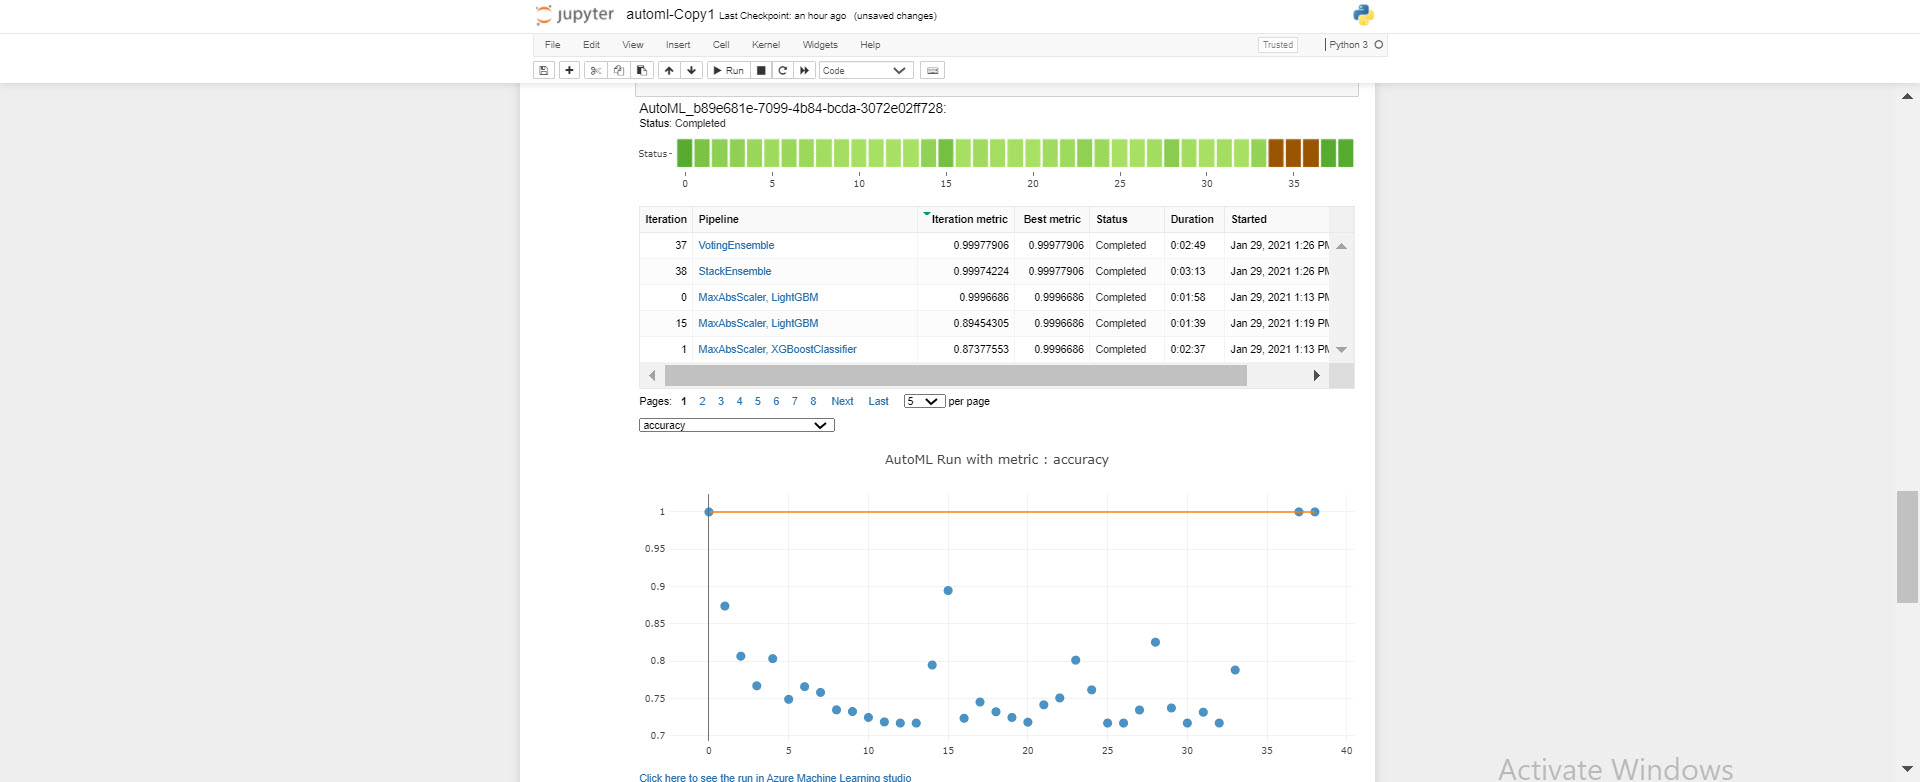 jupyter automl-Copy1 Last Checkpoint: an hour ago (unsaved changes)
File Edit View Insert Cell Kernel Widgets Help Trusted Python 3
Run Code
AutoML_b89e681e-7099-4b84-bcda-3072e02ff728:
Status: Completed
Status
0 5 10 15 20 25 30 35
Iteration Pipeline Iteration metric Best metric Status Duration Started
37 VotingEnsemble 0.99977906 0.99977906 Completed 0:02:49 Jan 29, 2021 1:26 PM
38 StackEnsemble 0.99974224 0.99977906 Completed 0:03:13 Jan 29, 2021 1:26 PM
0 MaxAbsScaler, LightGBM 0.9996686 0.9996686 Completed 0:01:58 Jan 29, 2021 1:13 PM
15 MaxAbsScaler, LightGBM 0.89454305 0.9996686 Completed 0:01:39 Jan 29, 2021 1:19 PM
1 MaxAbsScaler, XGBoostClassifier 0.87377553 0.9996686 Completed 0:02:37 Jan 29, 2021 1:13 PM
Pages: 1 2 3 4 5 6 7 8 Next Last 5 per page
accuracy
AutoML Run with metric : accuracy
1
0.95
0.9
0.85
0.8
0.75
0.7
0 5 10 15 20 25 30 35 40
Click here to see the run in Azure Machine Learning studio
Activate Windows